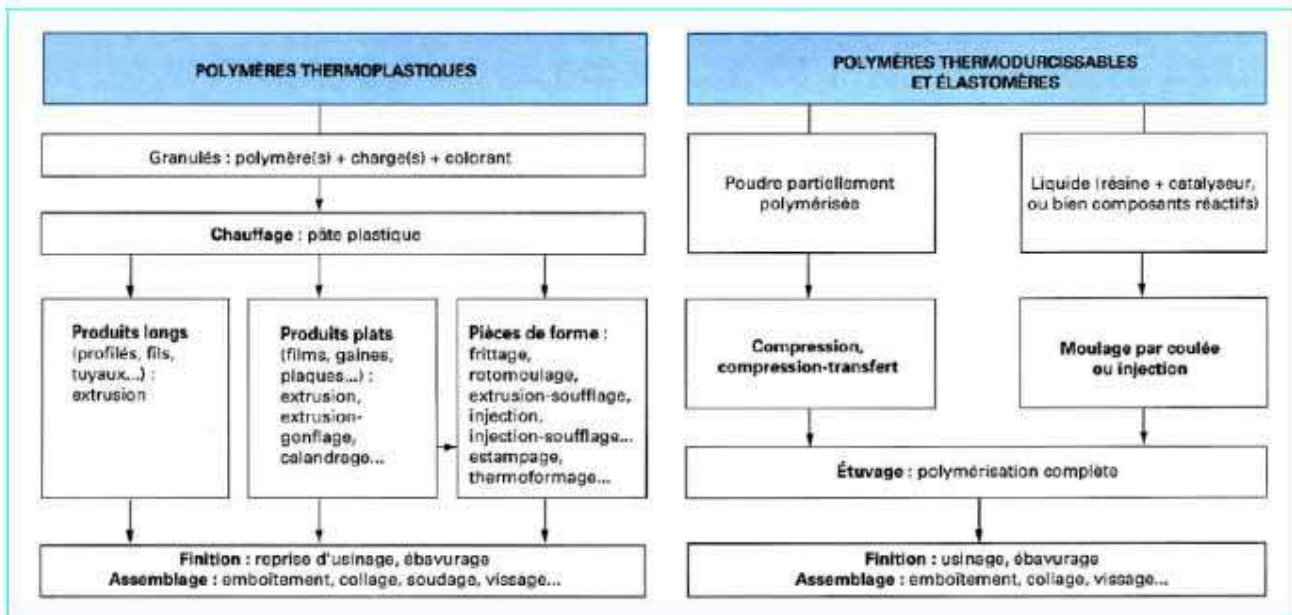 POLYMÈRES THERMOPLASTIQUES
Granulés : polymère(s) + charge(s) + colorant
Chauffage : pâte plastique
Produits longs
(profilés, fils,
tuyaux...) :
extrusion
Produits plats
(films, gaines,
plaques...) :
extrusion,
extrusion-
gonflage,
calandrage...
Pièces de forme :
frittage,
rotomoulage,
extrusion-soufflage,
injection,
injection-soufflage...
estampage,
thermoformage...
Finition : reprise d'usinage, ébavurage
Assemblage : emboîtement, collage, soudage, vissage...
POLYMÈRES THERMODURCISSABLES
ET ÉLASTOMÈRES
Poudre partiellement
polymérisée
Liquide (résine + catalyseur,
ou bien composants réactifs)
Compression,
compression-transfert
Moulage par coulée
ou injection
Étuvage : polymérisation complète
Finition : usinage, ébavurage
Assemblage : emboîtement, collage, vissage...